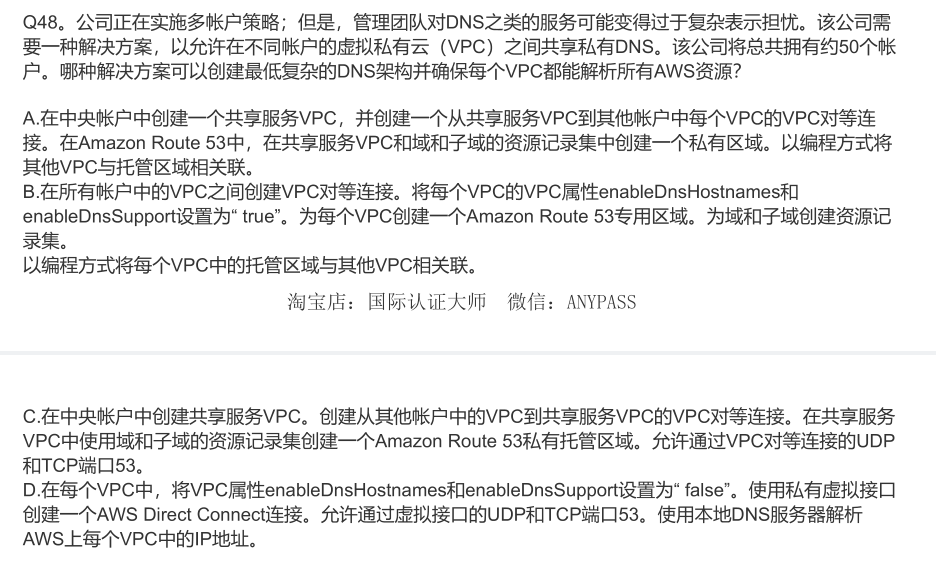 Q48。公司正在实施多帐户策略；但是，管理团队对DNS之类的服务可能变得过于复杂表示担忧。该公司需
要一种解决方案，以允许在不同帐户的虚拟私有云（VPC）之间共享私有DNS。该公司将总共拥有约50个帐
户。哪种解决方案可以创建最低复杂的DNS架构并确保每个VPC都能解析所有AWS资源？
A.在中央帐户中创建一个共享服务VPC，并创建一个从共享服务VPC到其他帐户中每个VPC的VPC对等连
接。在Amazon Route 53中，在共享服务VPC和域和子域的资源记录集中创建一个私有区域。以编程方式将
其他VPC与托管区域相关联。
B.在所有帐户中的VPC之间创建VPC对等连接。将每个VPC的VPC属性enableDnsHostnames和
enableDnsSupport设置为“ true”。为每个VPC创建一个Amazon Route 53专用区域。为域和子域创建资源记
录集。
以编程方式将每个VPC中的托管区域与其他VPC相关联。
淘宝店：国际认证大师 微信：ANYPASS
C.在中央帐户中创建共享服务VPC。创建从其他帐户中的VPC到共享服务VPC的VPC对等连接。在共享服务
VPC中使用域和子域的资源记录集创建一个Amazon Route 53私有托管区域。允许通过VPC对等连接的UDP
和TCP端口53。
D.在每个VPC中，将VPC属性enableDnsHostnames和enableDnsSupport设置为“ false”。使用私有虚拟接口
创建一个AWS Direct Connect连接。允许通过虚拟接口的UDP和TCP端口53。使用本地DNS服务器解析
AWS上每个VPC中的IP地址。